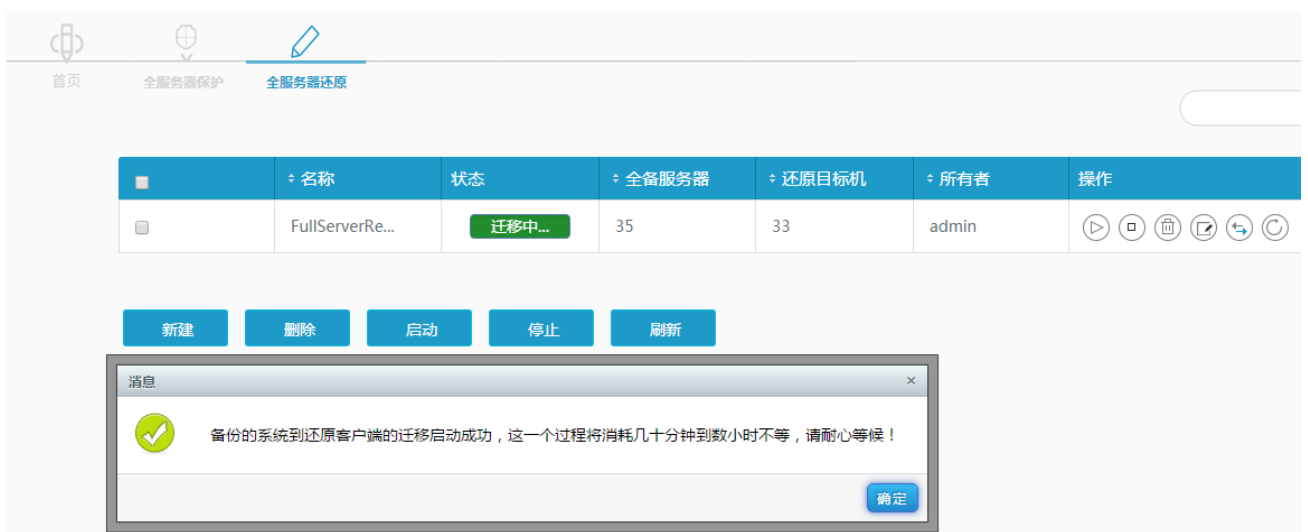 首页 全服务器保护 全服务器还原
名称 状态 全备服务器 还原目标机 所有者 操作
FullServerRe... 迁移中... 35 33 admin
新建 删除 启动 停止 刷新
消息
备份的系统到还原客户端的迁移启动成功，这一个过程将消耗几十分钟到数小时不等，请耐心等候！
确定